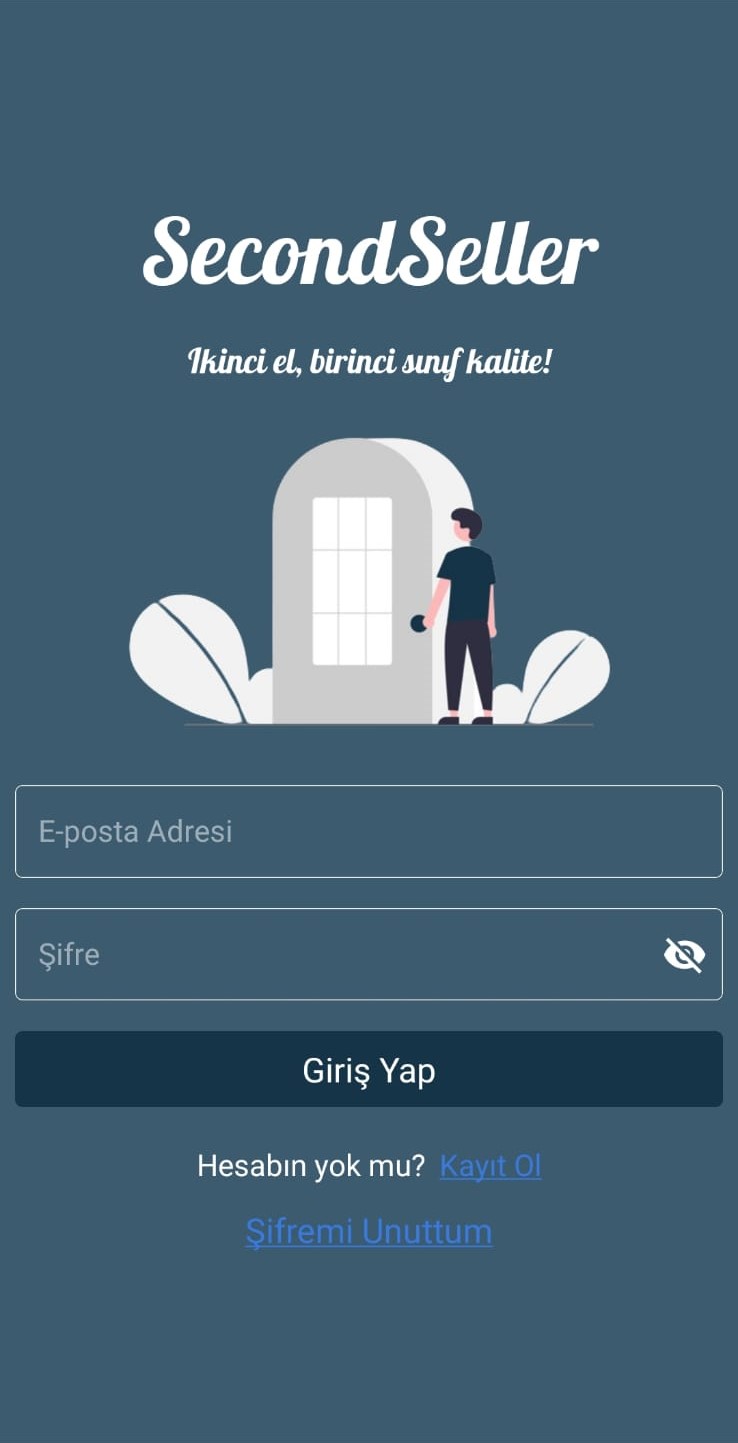 SecondSeller
Ikinci el, birinci sınıf kalite!
E-posta Adresi
Şifre
Giriş Yap
Hesabın yok mu? Kayıt Ol
Şifremi Unuttum